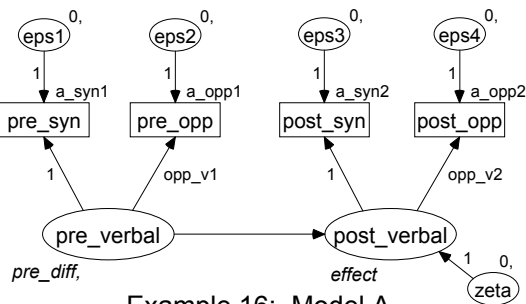 0, 0, 0, 0,
eps1 eps2 eps3 eps4
1 1 1 1
a_syn1 a_opp1 a_syn2 a_opp2
pre_syn pre_opp post_syn post_opp
1 opp_v1 1 opp_v2
pre_verbal post_verbal
pre_diff, effect 1 0,
zeta
Example 16: Model A